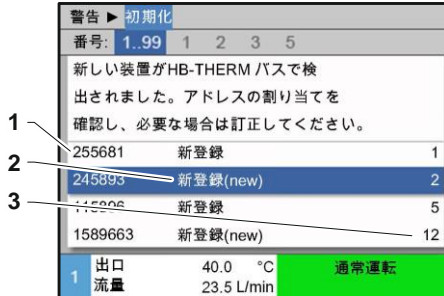 警告 ▶ 初期化
番号: 1..99 1 2 3 5
新しい装置がHB-THERM バスで検
出されました。アドレスの割り当てを
確認し、必要な場合は訂正してください。
1
255681 新登録 1
2
245893 新登録(new) 2
3
新登録 5
1589663 新登録(new) 12
1 出口 40.0 °C 通常運転
流量 23.5 L/min